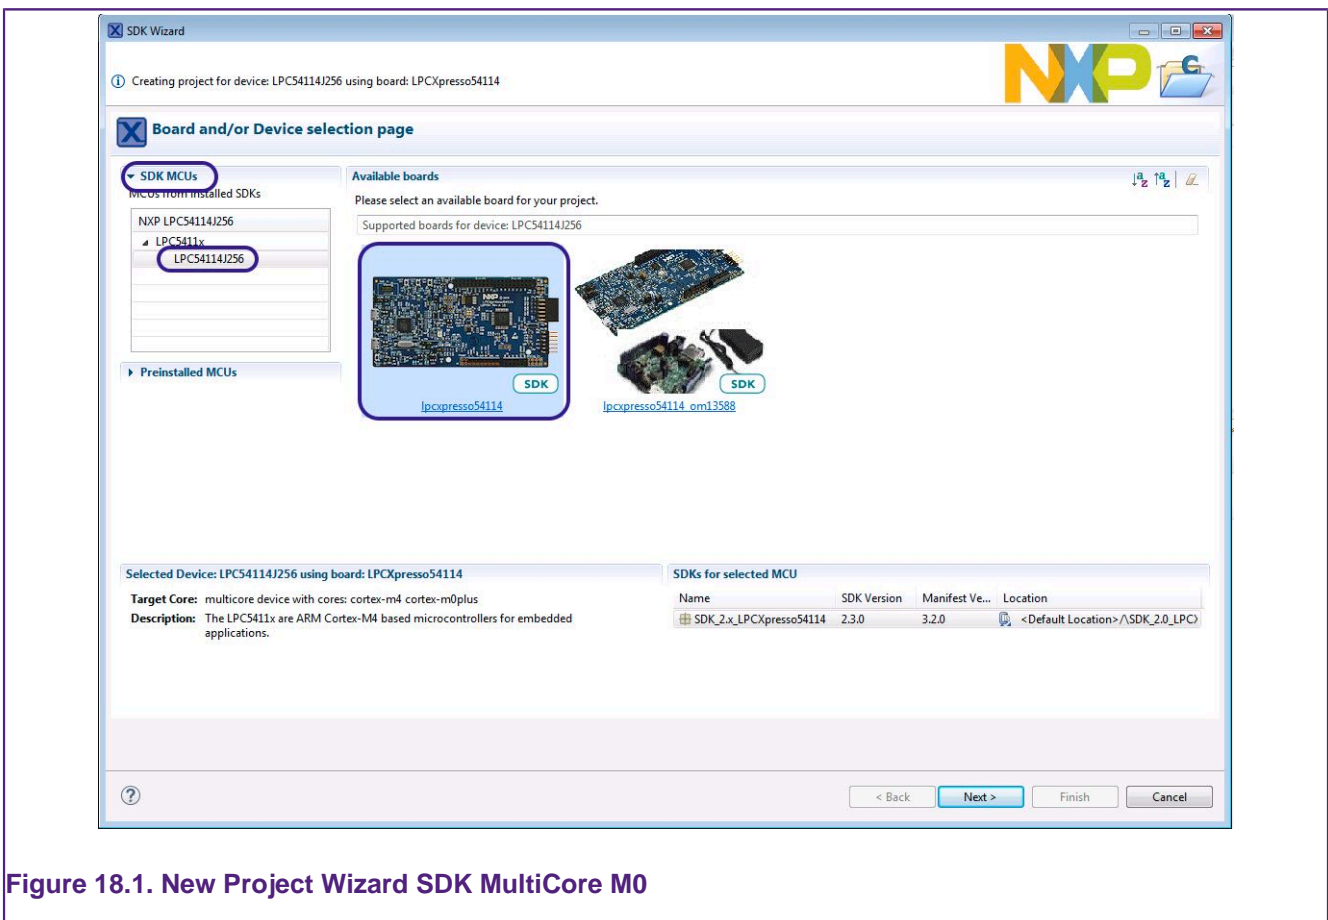 SDK Wizard
Creating project for device: LPC54114J256 using board: LPCXpresso54114
NXP
C
Board and/or Device selection page
SDK MCUs
MCUs from installed SDKs
NXP LPC54114J256
LPC5411x
LPC54114J256
Preinstalled MCUs
Available boards
Please select an available board for your project.
Supported boards for device: LPC54114J256
NXP
SDK
lpcxpresso54114
SDK
lpcxpresso54114_om13588
Selected Device: LPC54114J256 using board: LPCXpresso54114
Target Core: multicore device with cores: cortex-m4 cortex-m0plus
Description: The LPC5411x are ARM Cortex-M4 based microcontrollers for embedded
applications.
SDKs for selected MCU
Name SDK Version Manifest Ve... Location
SDK_2.x_LPCXpresso54114 2.3.0 3.2.0 <Default Location>/\SDK_2.0_LPC
< Back Next > Finish Cancel
Figure 18.1. New Project Wizard SDK MultiCore M0